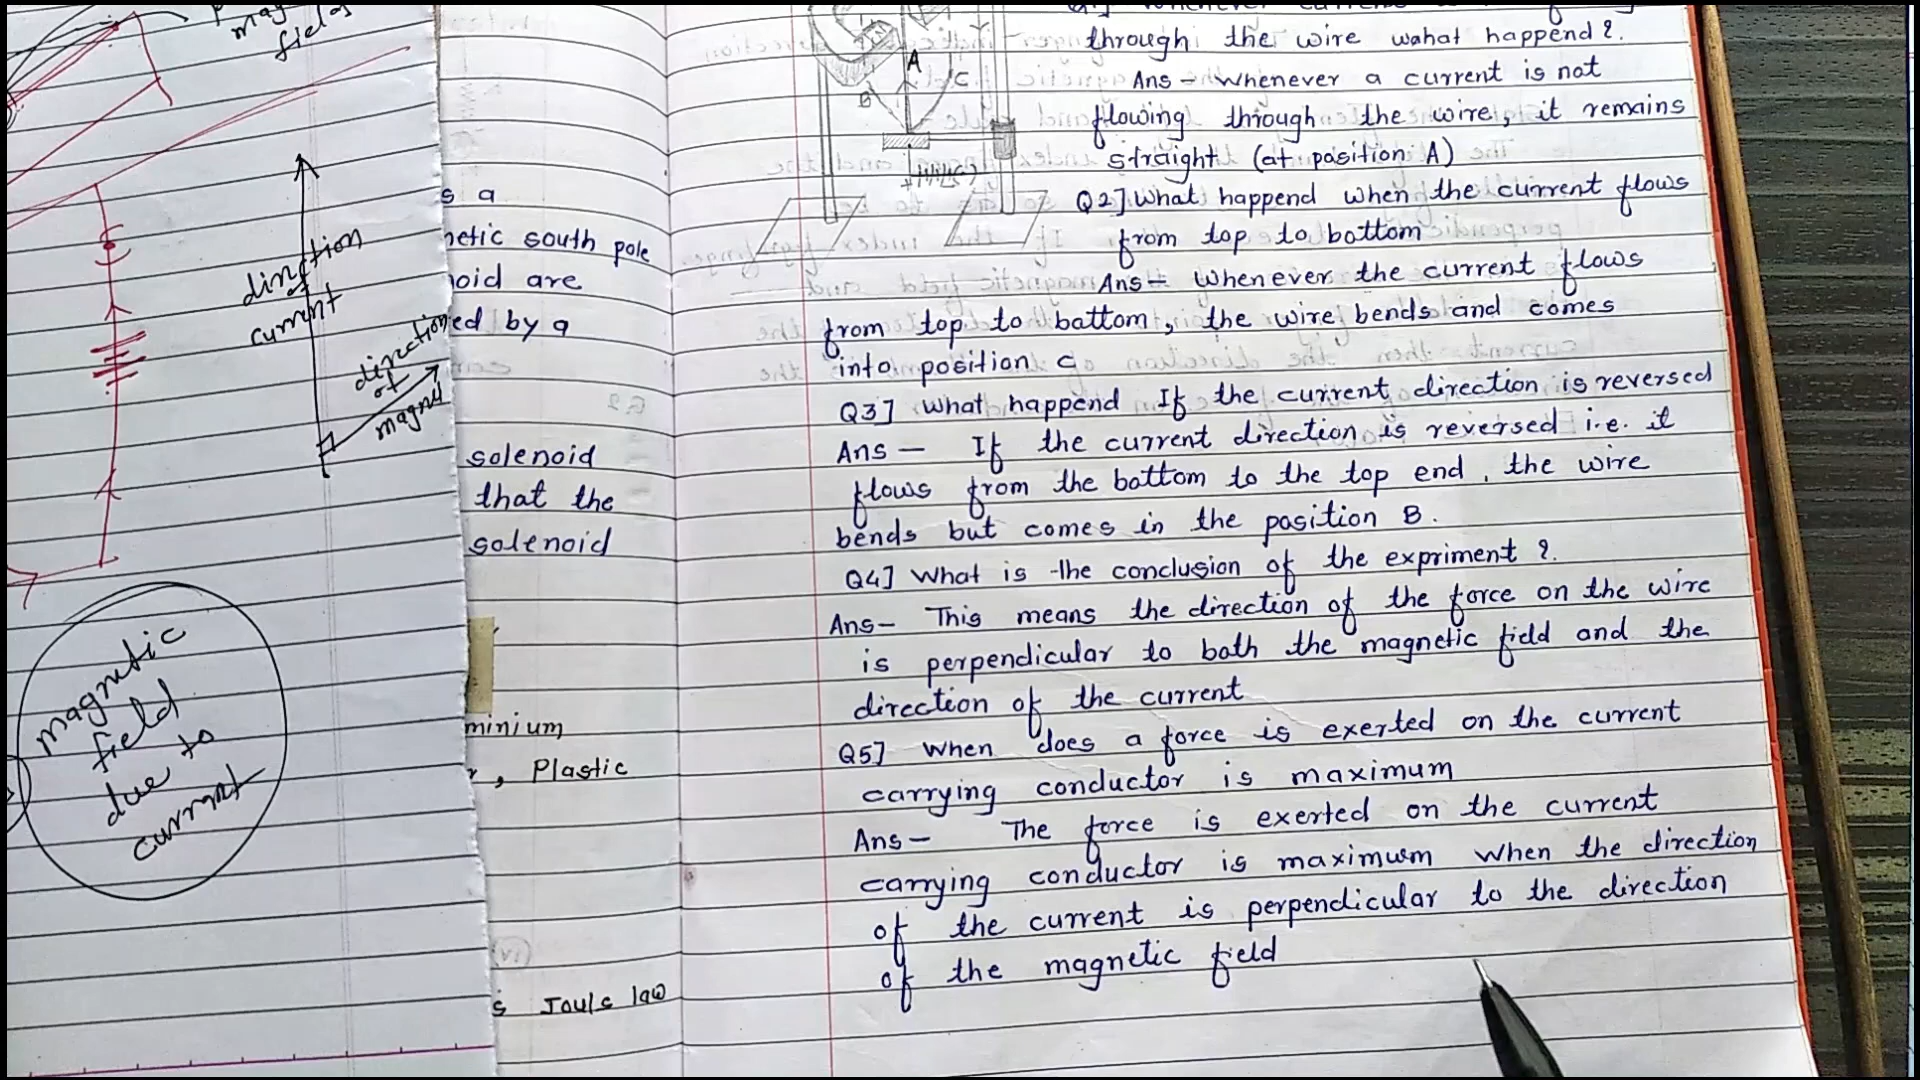 field
direction
of
current
direction
of
magnet
magnetic
field
due to
current
s a
netic south pole
oid are
ed by a
solenoid
that the
solenoid
minium
, Plastic
(iv)
s Jouls law
A
B
C
through the wire wahat happend ?.
Ans - Whenever a current is not
flowing through the wire, it remains
straight (at position A)
Q2] What happend when the current flows
from top to bottom
Ans - Whenever the current flows
from top to battom, the wire bends and comes
into position C
Q3] What happend If the current direction is reversed
Ans - If the current direction is reversed i.e. it
flows from the battom to the top end, the wire
bends but comes in the position B.
Q4] What is the conclusion of the expriment ?.
Ans- This means the direction of the force on the wire
is perpendicular to both the magnetic field and the
direction of the current
Q5] When does a force is exerted on the current
carrying conductor is maximum
Ans - The force is exerted on the current
carrying conductor is maximum when the direction
of the current is perpendicular to the direction
of the magnetic field